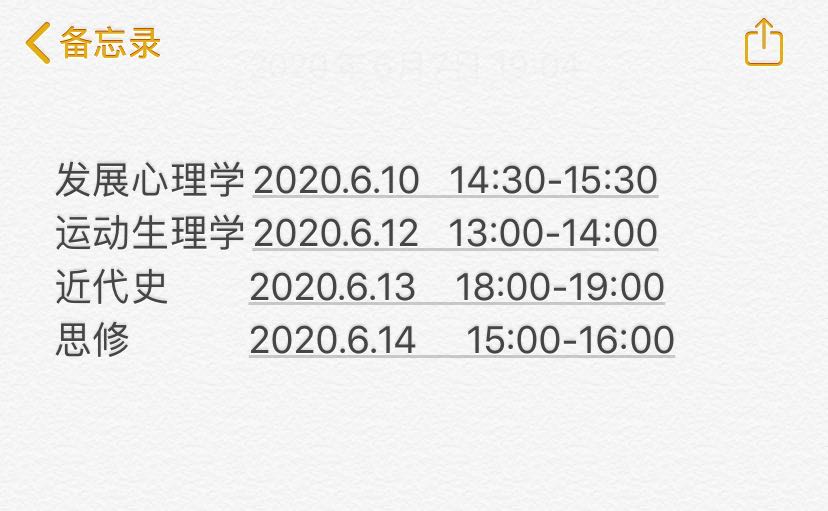 备忘录
发展心理学 2020.6.10 14:30-15:30
运动生理学 2020.6.12 13:00-14:00
近代史 2020.6.13 18:00-19:00
思修 2020.6.14 15:00-16:00